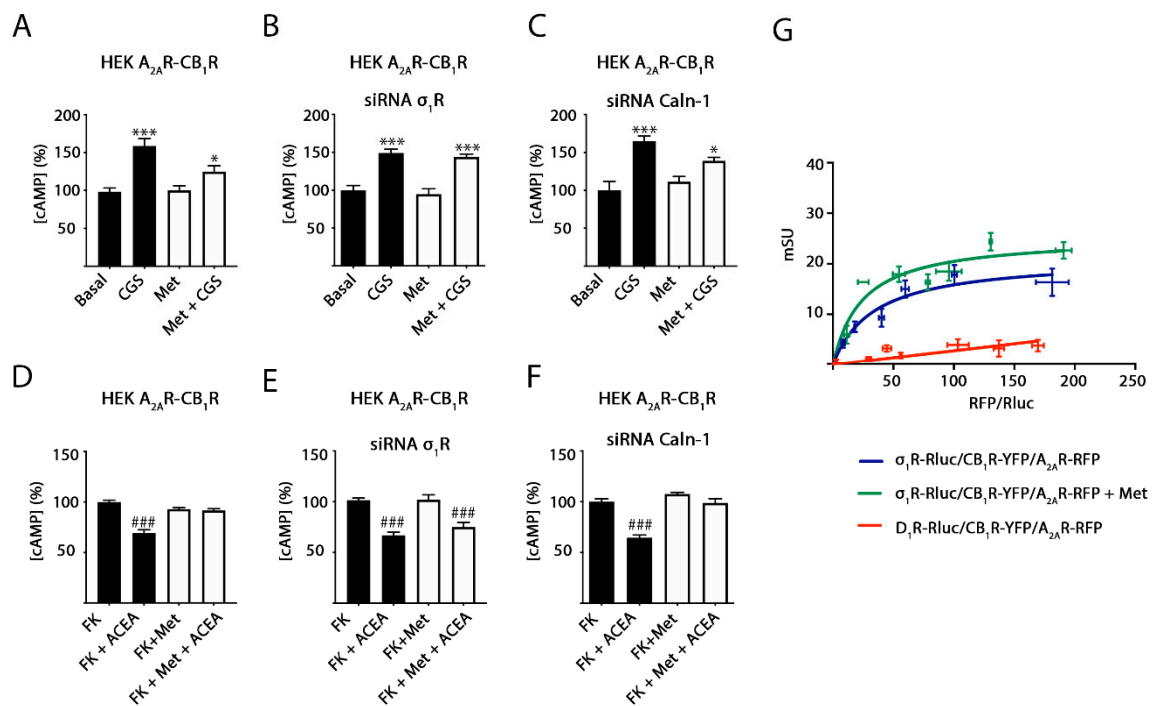 A
HEK A2AR-CB1R
[cAMP] (%)
200
150
100
50
***
*
Basal
CGS
Met
Met + CGS
B
HEK A2AR-CB1R
siRNA σ1R
[cAMP] (%)
200
150
100
50
***
***
Basal
CGS
Met
Met + CGS
C
HEK A2AR-CB1R
siRNA Caln-1
[cAMP] (%)
200
150
100
50
***
*
Basal
CGS
Met
Met + CGS
D
HEK A2AR-CB1R
[cAMP] (%)
150
100
50
###
FK
FK + ACEA
FK+Met
FK + Met + ACEA
E
HEK A2AR-CB1R
siRNA σ1R
[cAMP] (%)
150
100
50
###
###
FK
FK + ACEA
FK+Met
FK + Met + ACEA
F
HEK A2AR-CB1R
siRNA Caln-1
[cAMP] (%)
150
100
50
###
FK
FK + ACEA
FK+Met
FK + Met + ACEA
G
mSU
40
30
20
10
50
100
150
200
250
RFP/Rluc
σ1R-Rluc/CB1R-YFP/A2AR-RFP
σ1R-Rluc/CB1R-YFP/A2AR-RFP + Met
D1R-Rluc/CB1R-YFP/A2AR-RFP